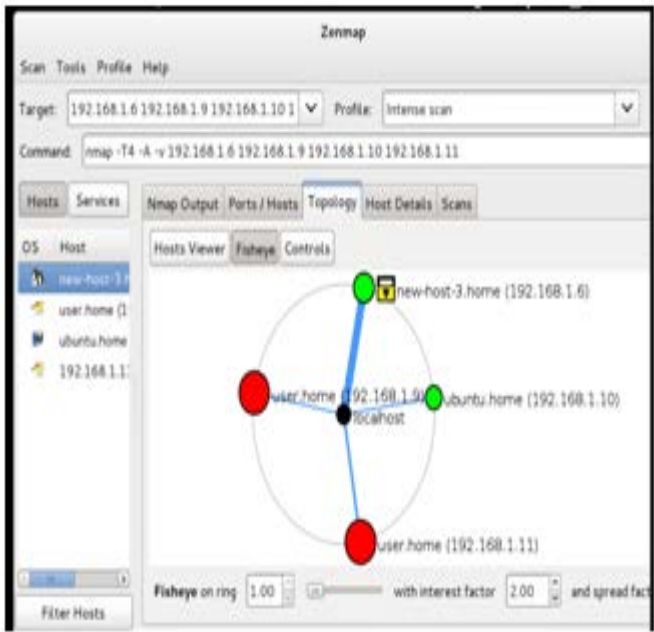 Zenmap
Scan Tools Profile Help
Target: 192.168.1.6 192.168.1.9 192.168.1.10 1 Profile: Intense scan
Command: nmap -T4 -A -v 192.168.1.6 192.168.1.9 192.168.1.10 192.168.1.11
Hosts Services Nmap Output Ports / Hosts Topology Host Details Scans
OS Host
Hosts Viewer Fisheye Controls
new-host-3.h
user.home (1
ubuntu.home
192.168.1.1
new-host-3.home (192.168.1.6)
user.home (192.168.1.9)
ubuntu.home (192.168.1.10)
localhost
user.home (192.168.1.11)
Fisheye on ring 1.00 with interest factor 2.00 and spread fact
Filter Hosts